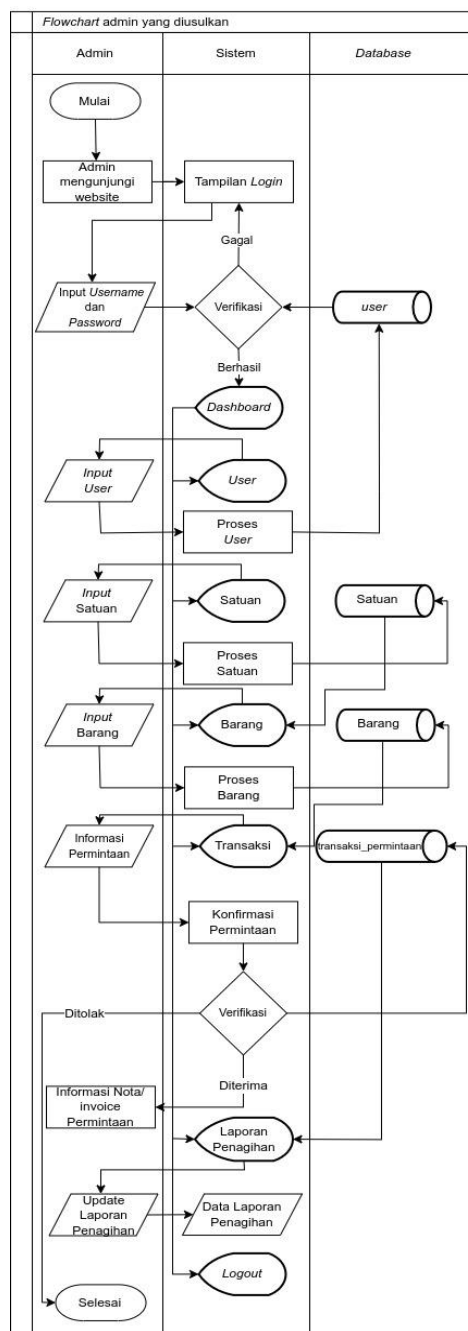 Flowchart admin yang diusulkan
Admin
Sistem
Database
Mulai
Admin
mengunjungi
website
Tampilan Login
Gagal
Input Username
dan
Password
Verifikasi
user
Berhasil
Dashboard
Input
User
User
Proses
User
Input
Satuan
Satuan
Satuan
Proses
Satuan
Input
Barang
Barang
Barang
Proses
Barang
Informasi
Permintaan
Transaksi
transaksi_permintaan
Konfirmasi
Permintaan
Ditolak
Verifikasi
Diterima
Informasi Nota/
invoice
Permintaan
Laporan
Penagihan
Update
Laporan
Penagihan
Data Laporan
Penagihan
Logout
Selesai